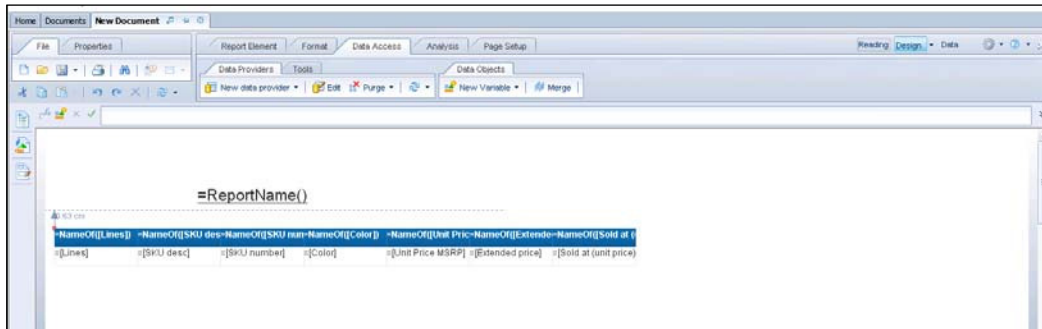 Home Documents New Document
File Properties Report Element Format Data Access Analysis Page Setup Reading Design Data
Data Providers Tools Data Objects
New data provider Edit Purge New Variable Merge
=ReportName()
0.63 cm
=NameOf([Lines]) =NameOf([SKU des =NameOf([SKU num =NameOf([Color]) =NameOf([Unit Pric =NameOf([Extende =NameOf([Sold at (
=[Lines] =[SKU desc] =[SKU number] =[Color] =[Unit Price MSRP] =[Extended price] =[Sold at (unit price)